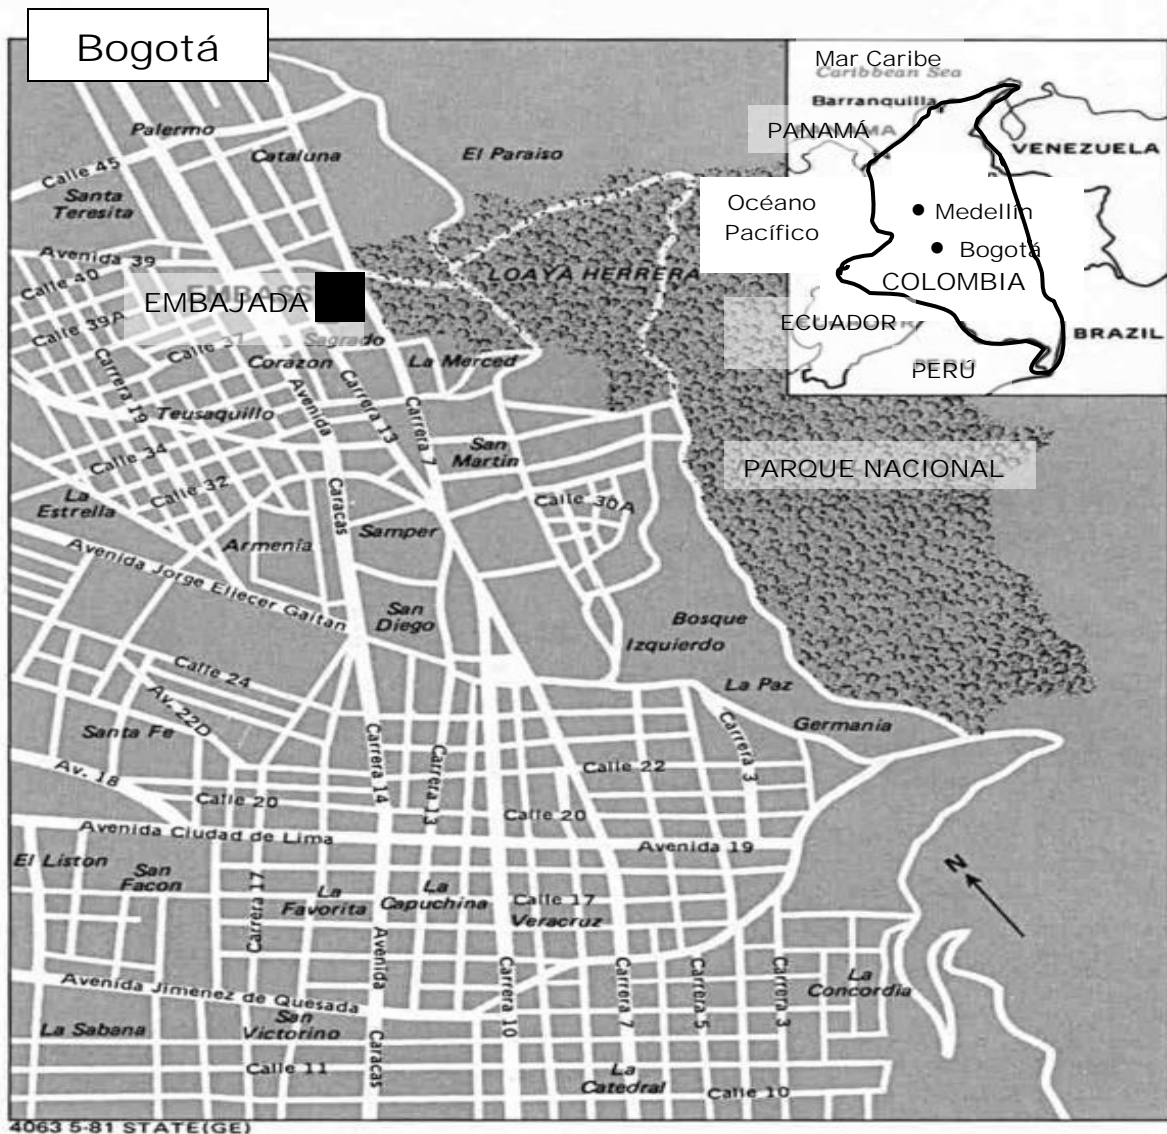 Bogotá
Mar Caribe
Caribbean Sea
Barranquilla
PANAMÁ
VENEZUELA
Océano
Pacífico
Medellín
Bogotá
COLOMBIA
ECUADOR
BRAZIL
PERÚ
Palermo
Cataluna
El Paraiso
Calle 45
Santa
Teresita
Avenida 39
Calle 40
LOAYA HERRERA
EMBASS
EMBAJADA
Calle 39A
Sagrado
Corazon
La Merced
Carrera 19
Avenida
Carrera 13
Carrera 7
Teusaquillo
San
Martin
Calle 34
PARQUE NACIONAL
Calle 32
La
Estrella
Caracas
Calle 30A
Samper
Armenia
Avenida Jorge Eliecer Gaitan
San
Diego
Bosque
Izquierdo
Calle 24
La Paz
Av. 22D
Santa Fe
Germania
Carrera 3
Carrera 14
Carrera 13
Av. 18
Calle 22
Calle 20
Calle 20
Avenida Ciudad de Lima
Avenida 19
El Liston
San
Facon
N
Carrera 17
La
Favorita
La
Capuchina
Calle 17
Veracruz
Avenida
Carrera 10
Carrera 7
Carrera 5
Carrera 3
La
Concordia
Avenida Jimenez de Quesada
La Sabana
San
Victorino
Caracas
Calle 11
La
Catedral
Calle 10
4063 5-81 STATE(GE)